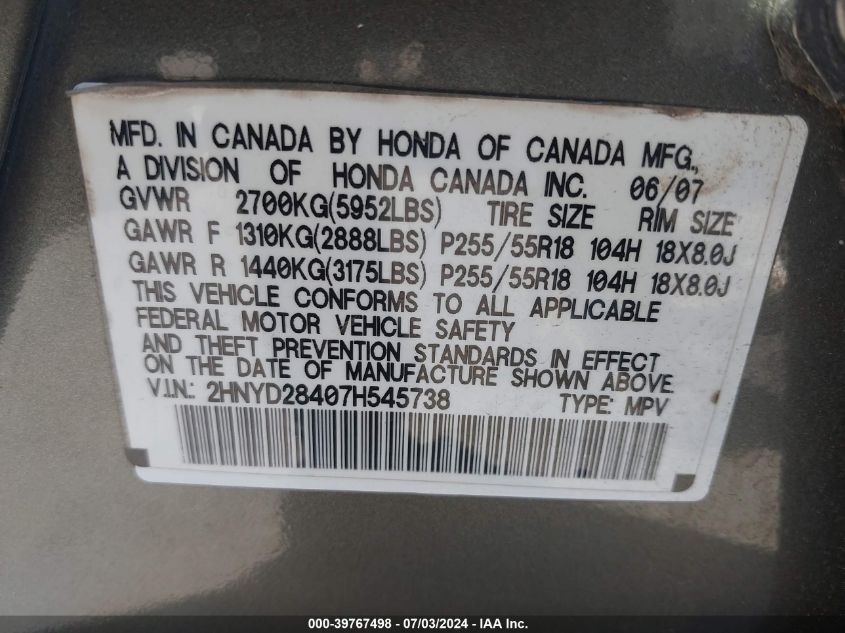 MFD. IN CANADA BY HONDA OF CANADA MFG.,
A DIVISION OF HONDA CANADA INC. 06/07
GVWR 2700KG(5952LBS) TIRE SIZE RIM SIZE
GAWR F 1310KG(2888LBS) P255/55R18 104H 18X8.0J
GAWR R 1440KG(3175LBS) P255/55R18 104H 18X8.0J
THIS VEHICLE CONFORMS TO ALL APPLICABLE
FEDERAL MOTOR VEHICLE SAFETY
AND THEFT PREVENTION STANDARDS IN EFFECT
ON THE DATE OF MANUFACTURE SHOWN ABOVE.
V.I.N.: 2HNYD28407H545738 TYPE: MPV
000-39767498 - 07/03/2024 - IAA Inc.